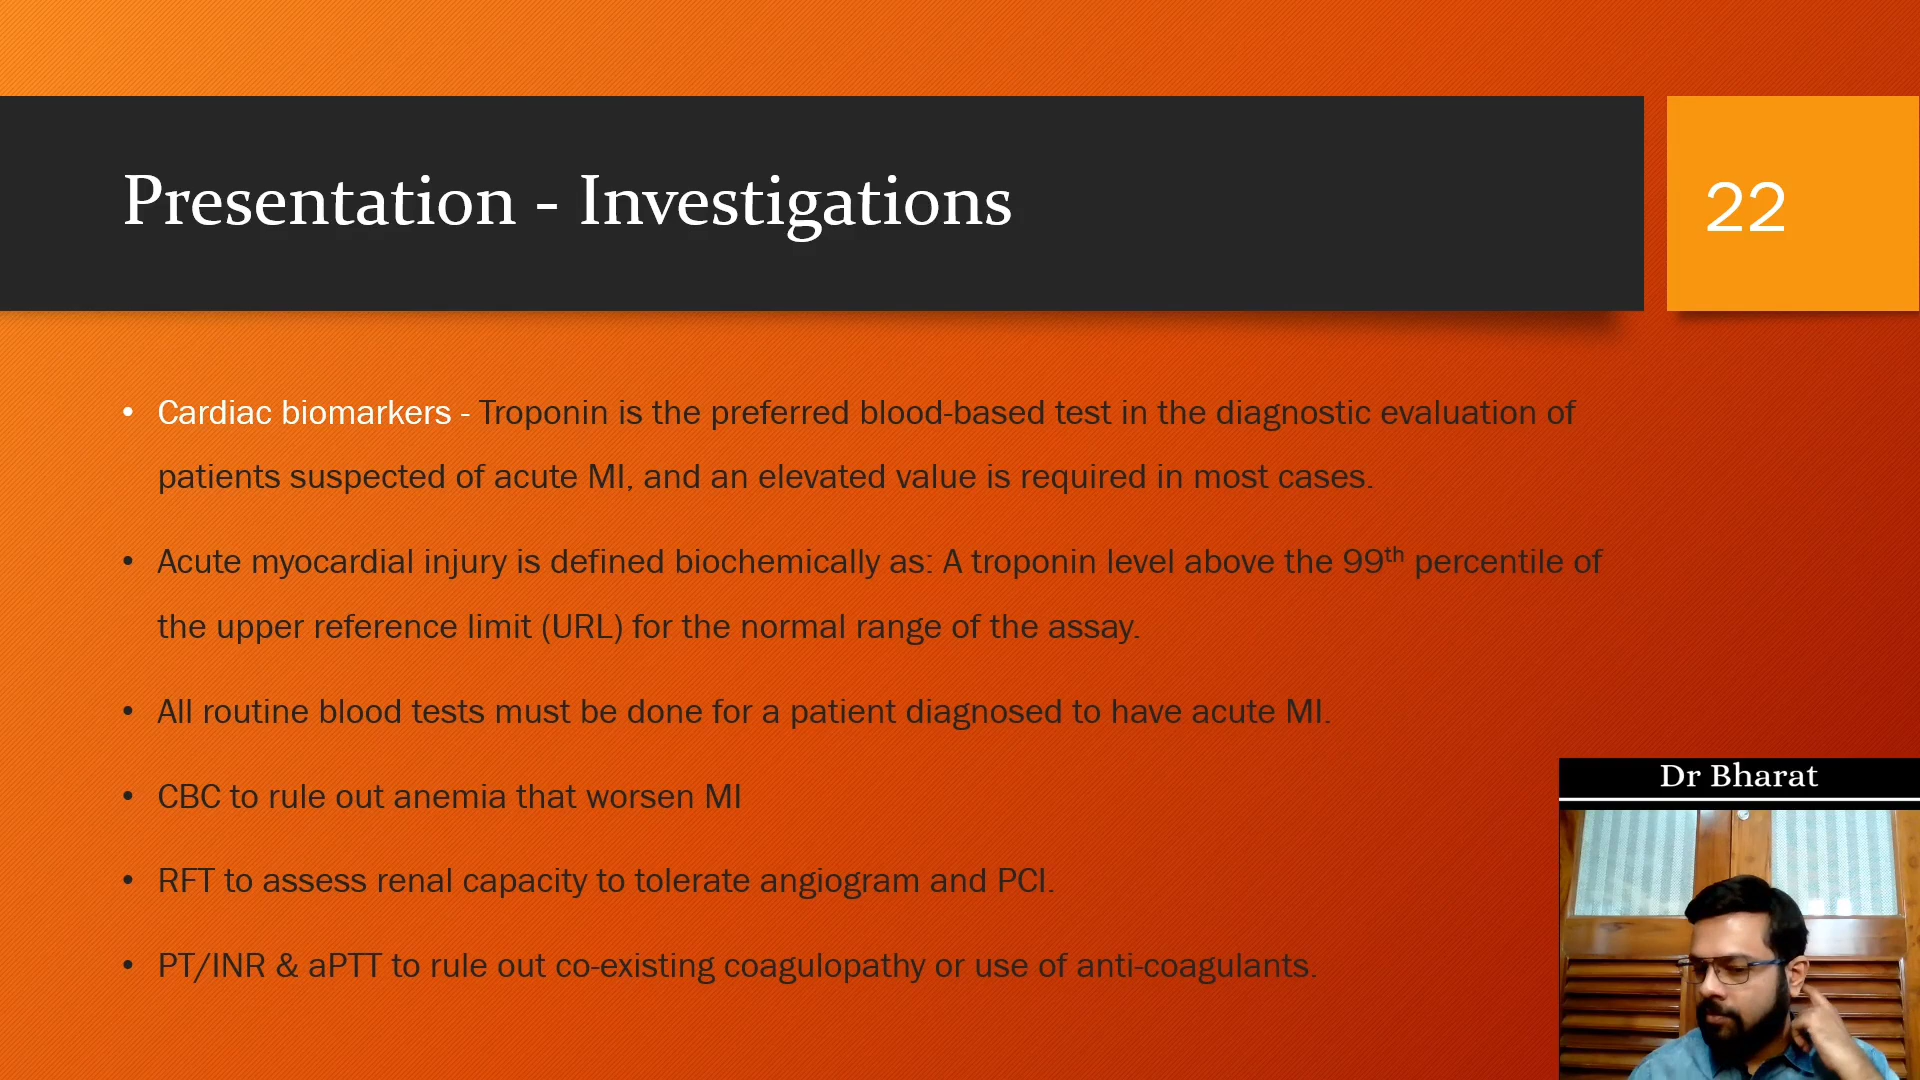 Presentation - Investigations
22
• Cardiac biomarkers - Troponin is the preferred blood-based test in the diagnostic evaluation of
patients suspected of acute MI, and an elevated value is required in most cases.
• Acute myocardial injury is defined biochemically as: A troponin level above the 99th percentile of
the upper reference limit (URL) for the normal range of the assay.
• All routine blood tests must be done for a patient diagnosed to have acute MI.
• CBC to rule out anemia that worsen MI
• RFT to assess renal capacity to tolerate angiogram and PCI.
• PT/INR & aPTT to rule out co-existing coagulopathy or use of anti-coagulants.
Dr Bharat